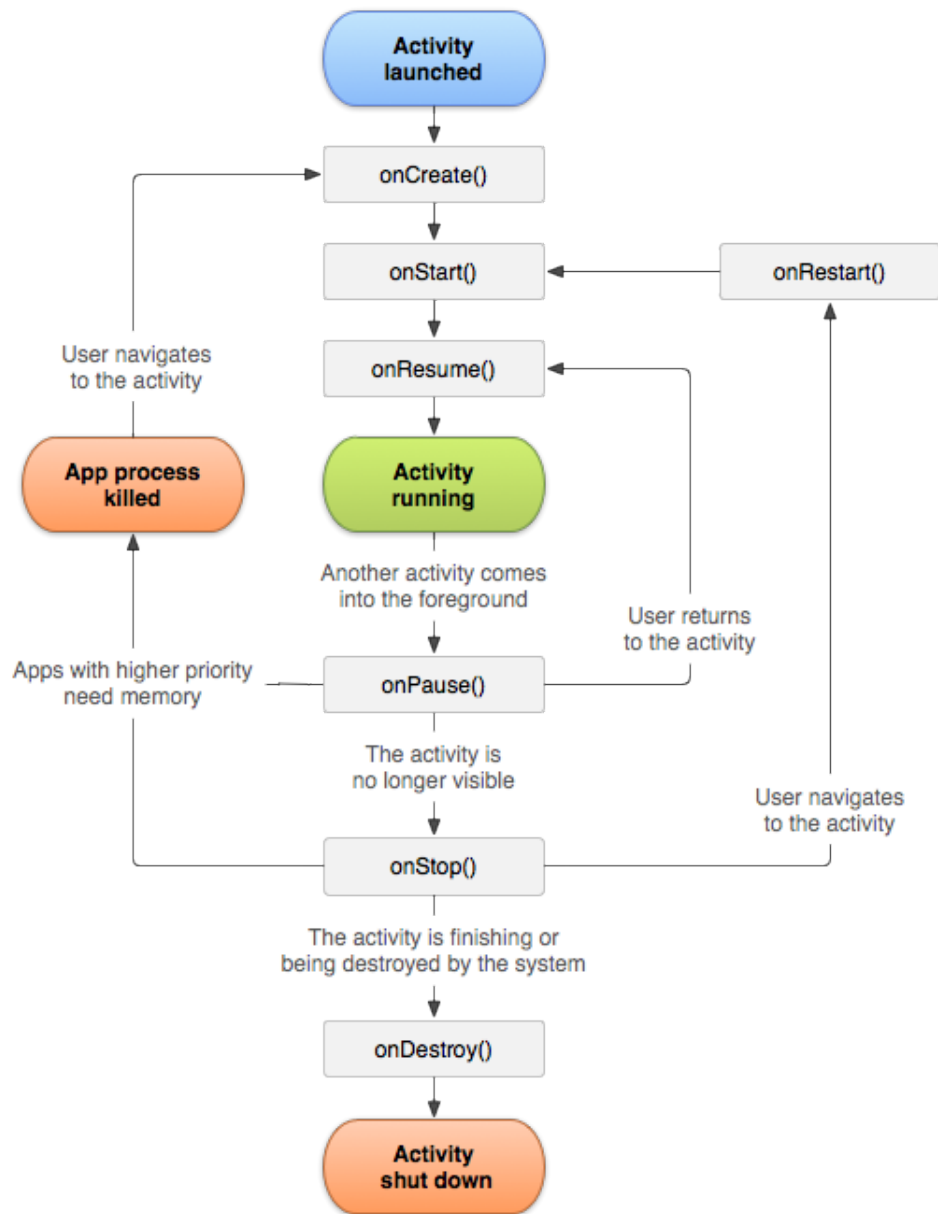 Activity
launched
onCreate()
onStart()
onRestart()
User navigates
to the activity
onResume()
App process
killed
Activity
running
Another activity comes
into the foreground
User returns
to the activity
Apps with higher priority
need memory
onPause()
The activity is
no longer visible
User navigates
to the activity
onStop()
The activity is finishing or
being destroyed by the system
onDestroy()
Activity
shut down